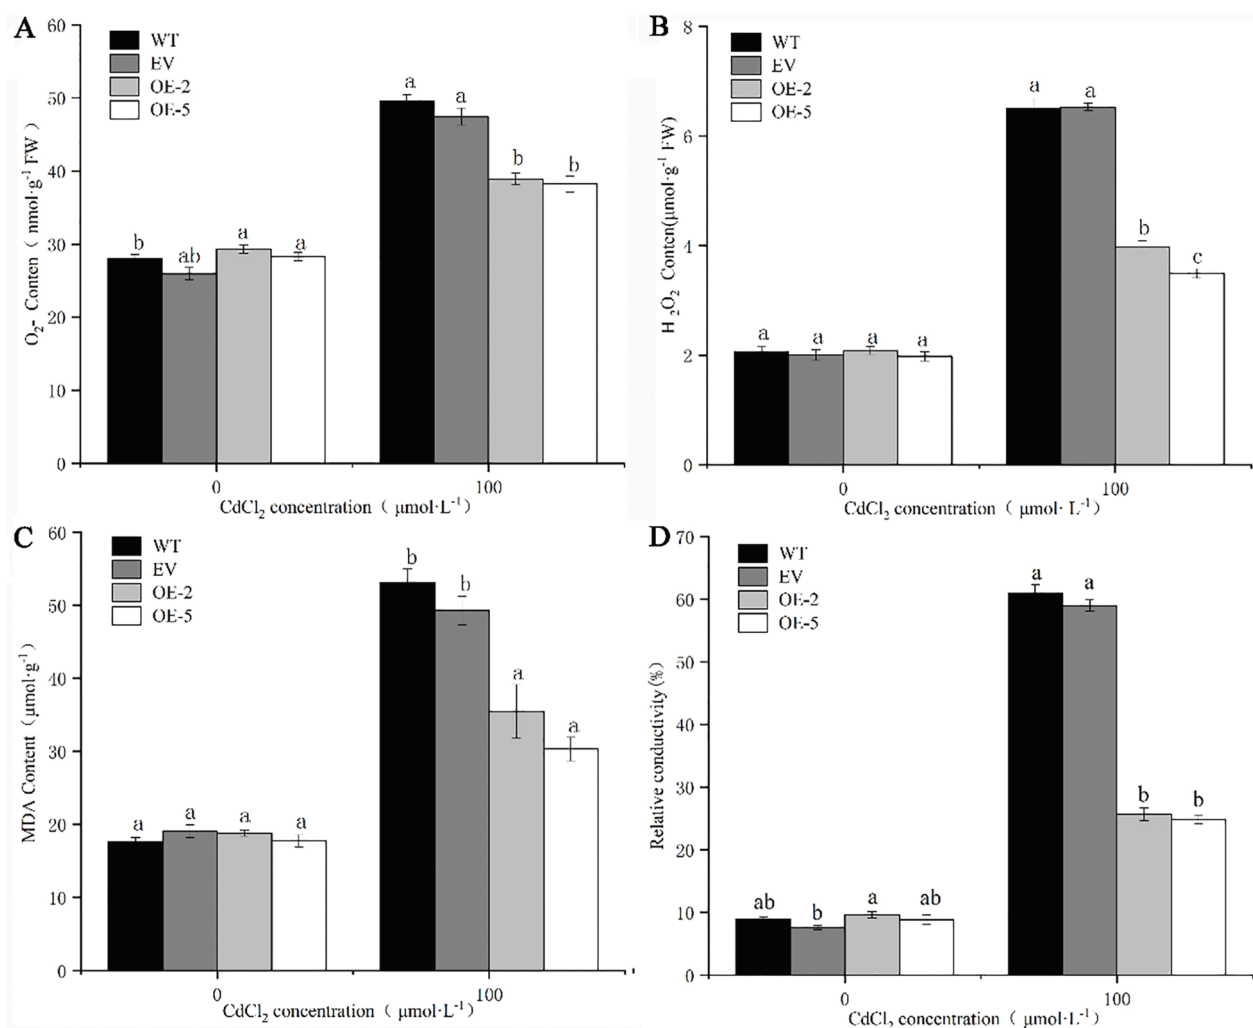 A
60
50
40
30
20
10
0
O₂- Conten ( nmol·g⁻¹ FW )
WT
EV
OE-2
OE-5
b
ab
a
a
a
a
b
b
0
100
CdCl₂ concentration ( μmol·L⁻¹)
B
8
6
4
2
0
H₂O₂ Conten(μmol·g⁻¹ FW)
WT
EV
OE-2
OE-5
a
a
a
a
a
a
b
c
0
100
CdCl₂ concentration ( μmol· L⁻¹)
C
60
50
40
30
20
10
0
MDA Content (μmol·g⁻¹)
WT
EV
OE-2
OE-5
a
a
a
a
b
b
a
a
0
100
CdCl₂ concentration ( μmol·L⁻¹)
D
70
60
50
40
30
20
10
0
Relative conductivity(%)
WT
EV
OE-2
OE-5
ab
b
a
ab
a
a
b
b
0
100
CdCl₂ concentration ( μmol·L⁻¹)